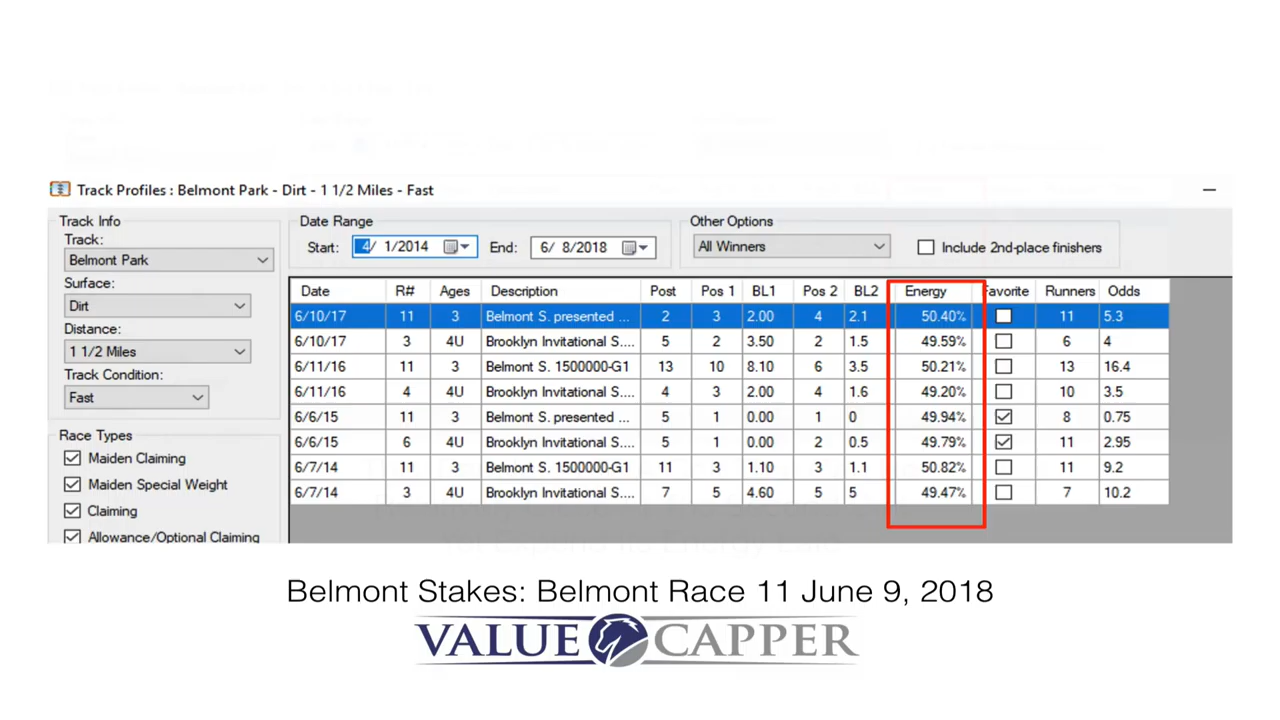 Track Profiles : Belmont Park - Dirt - 1 1/2 Miles - Fast
Track Info
Track:
Belmont Park
Surface:
Dirt
Distance:
1 1/2 Miles
Track Condition:
Fast
Race Types
Maiden Claiming
Maiden Special Weight
Claiming
Allowance/Optional Claiming
Date Range
Start: 4/ 1/2014 End: 6/ 8/2018
Other Options
All Winners Include 2nd-place finishers
Date R# Ages Description Post Pos 1 BL1 Pos 2 BL2 Energy Favorite Runners Odds
6/10/17 11 3 Belmont S. presented ... 2 3 2.00 4 2.1 50.40% 11 5.3
6/10/17 3 4U Brooklyn Invitational S.... 5 2 3.50 2 1.5 49.59% 6 4
6/11/16 11 3 Belmont S. 1500000-G1 13 10 8.10 6 3.5 50.21% 13 16.4
6/11/16 4 4U Brooklyn Invitational S.... 4 3 2.00 4 1.6 49.20% 10 3.5
6/6/15 11 3 Belmont S. presented ... 5 1 0.00 1 0 49.94% 8 0.75
6/6/15 6 4U Brooklyn Invitational S.... 5 1 0.00 2 0.5 49.79% 11 2.95
6/7/14 11 3 Belmont S. 1500000-G1 11 3 1.10 3 1.1 50.82% 11 9.2
6/7/14 3 4U Brooklyn Invitational S.... 7 5 4.60 5 5 49.47% 7 10.2
Belmont Stakes: Belmont Race 11 June 9, 2018
VALUE CAPPER